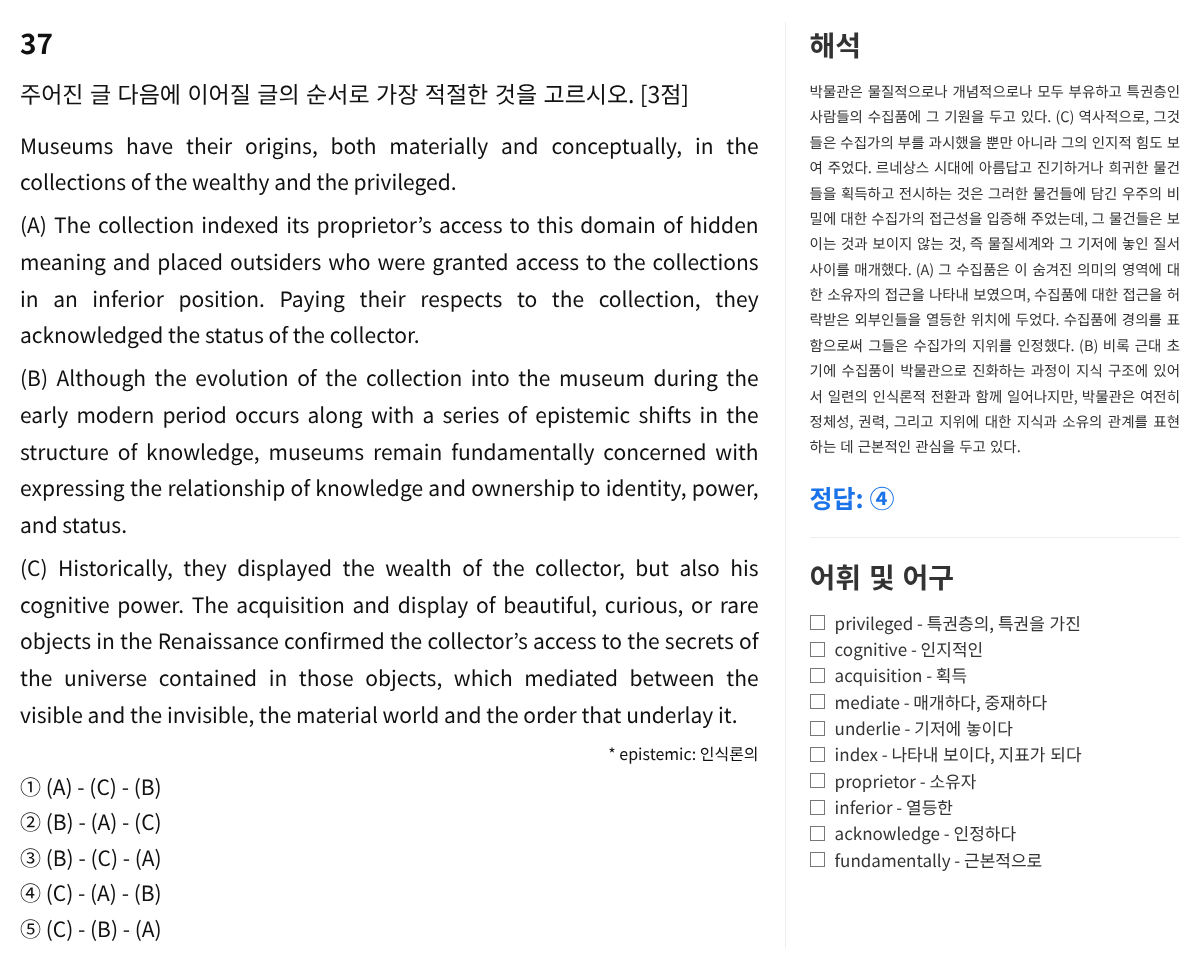 37
주어진 글 다음에 이어질 글의 순서로 가장 적절한 것을 고르시오. [3점]
Museums have their origins, both materially and conceptually, in the
collections of the wealthy and the privileged.
(A) The collection indexed its proprietor’s access to this domain of hidden
meaning and placed outsiders who were granted access to the collections
in an inferior position. Paying their respects to the collection, they
acknowledged the status of the collector.
(B) Although the evolution of the collection into the museum during the
early modern period occurs along with a series of epistemic shifts in the
structure of knowledge, museums remain fundamentally concerned with
expressing the relationship of knowledge and ownership to identity, power,
and status.
(C) Historically, they displayed the wealth of the collector, but also his
cognitive power. The acquisition and display of beautiful, curious, or rare
objects in the Renaissance confirmed the collector’s access to the secrets of
the universe contained in those objects, which mediated between the
visible and the invisible, the material world and the order that underlay it.
* epistemic: 인식론의
① (A) - (C) - (B)
② (B) - (A) - (C)
③ (B) - (C) - (A)
④ (C) - (A) - (B)
⑤ (C) - (B) - (A)
해석
박물관은 물질적으로나 개념적으로나 모두 부유하고 특권층인
사람들의 수집품에 그 기원을 두고 있다. (C) 역사적으로, 그것
들은 수집가의 부를 과시했을 뿐만 아니라 그의 인지적 힘도 보
여 주었다. 르네상스 시대에 아름답고 진기하거나 희귀한 물건
들을 획득하고 전시하는 것은 그러한 물건들에 담긴 우주의 비
밀에 대한 수집가의 접근성을 입증해 주었는데, 그 물건들은 보
이는 것과 보이지 않는 것, 즉 물질세계와 그 기저에 놓인 질서
사이를 매개했다. (A) 그 수집품은 이 숨겨진 의미의 영역에 대
한 소유자의 접근을 나타내 보였으며, 수집품에 대한 접근을 허
락받은 외부인들을 열등한 위치에 두었다. 수집품에 경의를 표
함으로써 그들은 수집가의 지위를 인정했다. (B) 비록 근대 초
기에 수집품이 박물관으로 진화하는 과정이 지식 구조에 있어
서 일련의 인식론적 전환과 함께 일어나지만, 박물관은 여전히
정체성, 권력, 그리고 지위에 대한 지식과 소유의 관계를 표현
하는 데 근본적인 관심을 두고 있다.
정답: ④
어휘 및 어구
□ privileged - 특권층의, 특권을 가진
□ cognitive - 인지적인
□ acquisition - 획득
□ mediate - 매개하다, 중재하다
□ underlie - 기저에 놓이다
□ index - 나타내 보이다, 지표가 되다
□ proprietor - 소유자
□ inferior - 열등한
□ acknowledge - 인정하다
□ fundamentally - 근본적으로